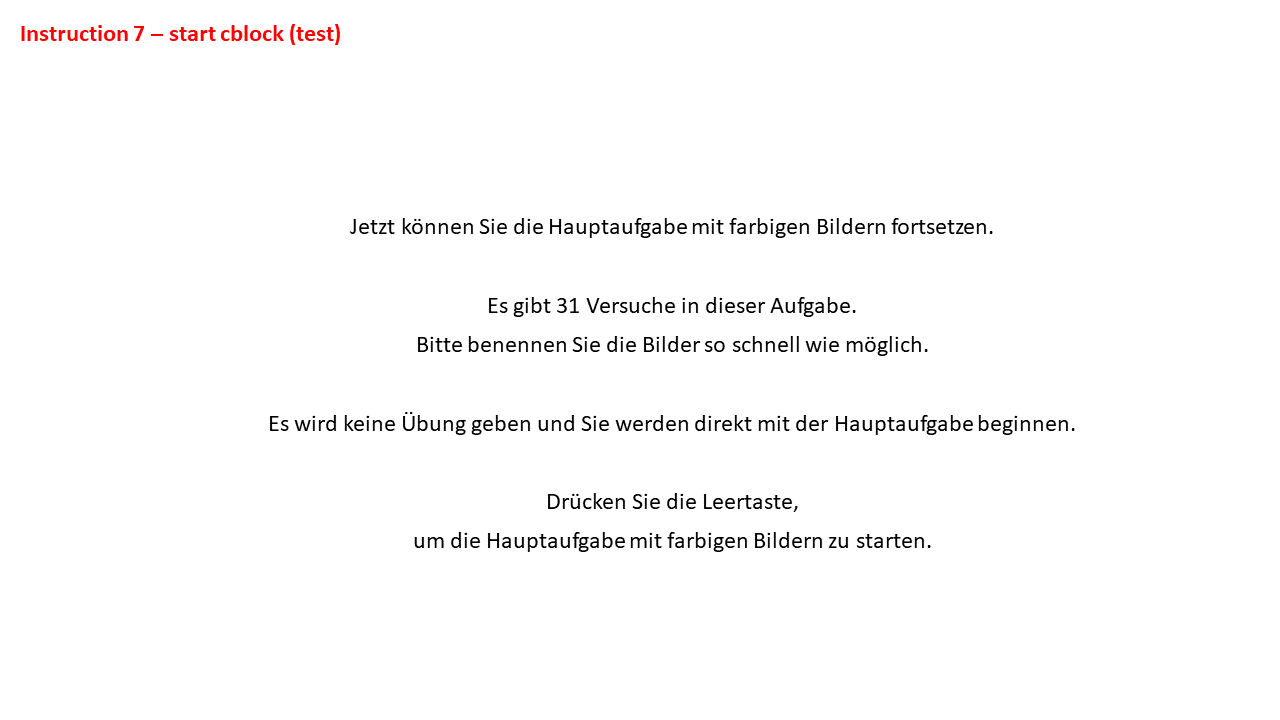 Instruction 7 – start cblock (test)
Jetzt können Sie die Hauptaufgabe mit farbigen Bildern fortsetzen.
Es gibt 31 Versuche in dieser Aufgabe.
Bitte benennen Sie die Bilder so schnell wie möglich.
Es wird keine Übung geben und Sie werden direkt mit der Hauptaufgabe beginnen.
Drücken Sie die Leertaste,
um die Hauptaufgabe mit farbigen Bildern zu starten.